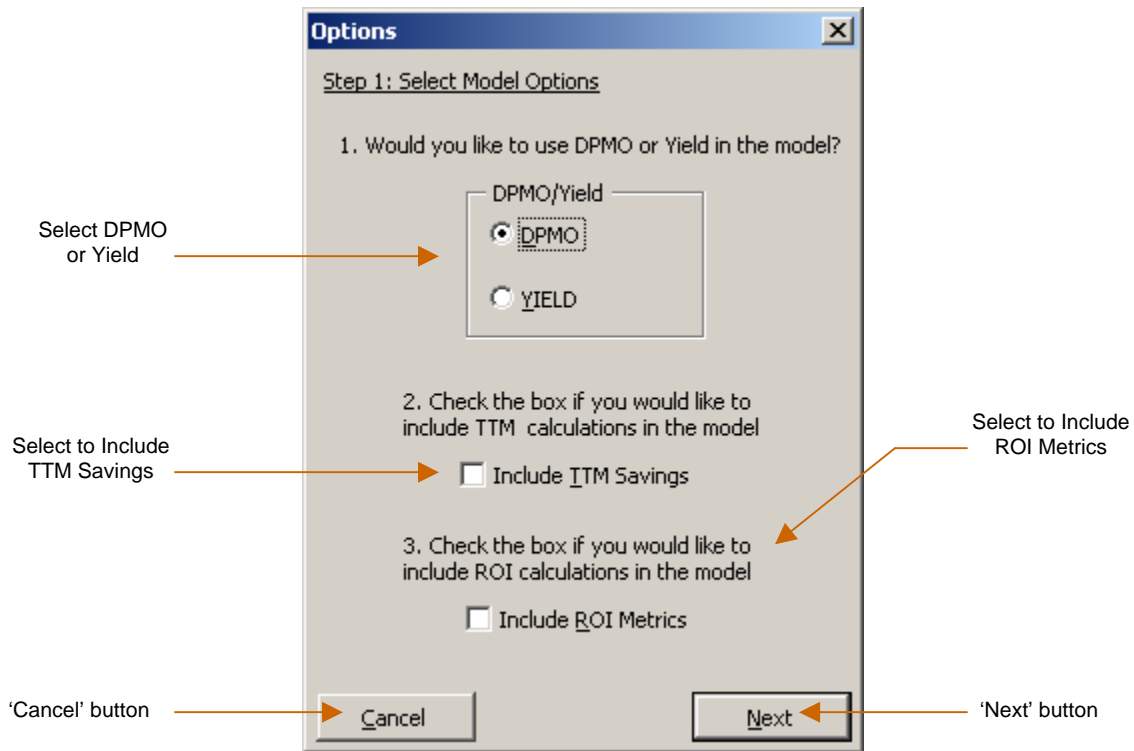 Options
Step 1: Select Model Options
1. Would you like to use DPMO or Yield in the model?
DPMO/Yield
DPMO
YIELD
Select DPMO
or Yield
2. Check the box if you would like to
include TTM calculations in the model
Include TTM Savings
Select to Include
TTM Savings
Select to Include
ROI Metrics
3. Check the box if you would like to
include ROI calculations in the model
Include ROI Metrics
'Cancel' button
Cancel
Next
'Next' button